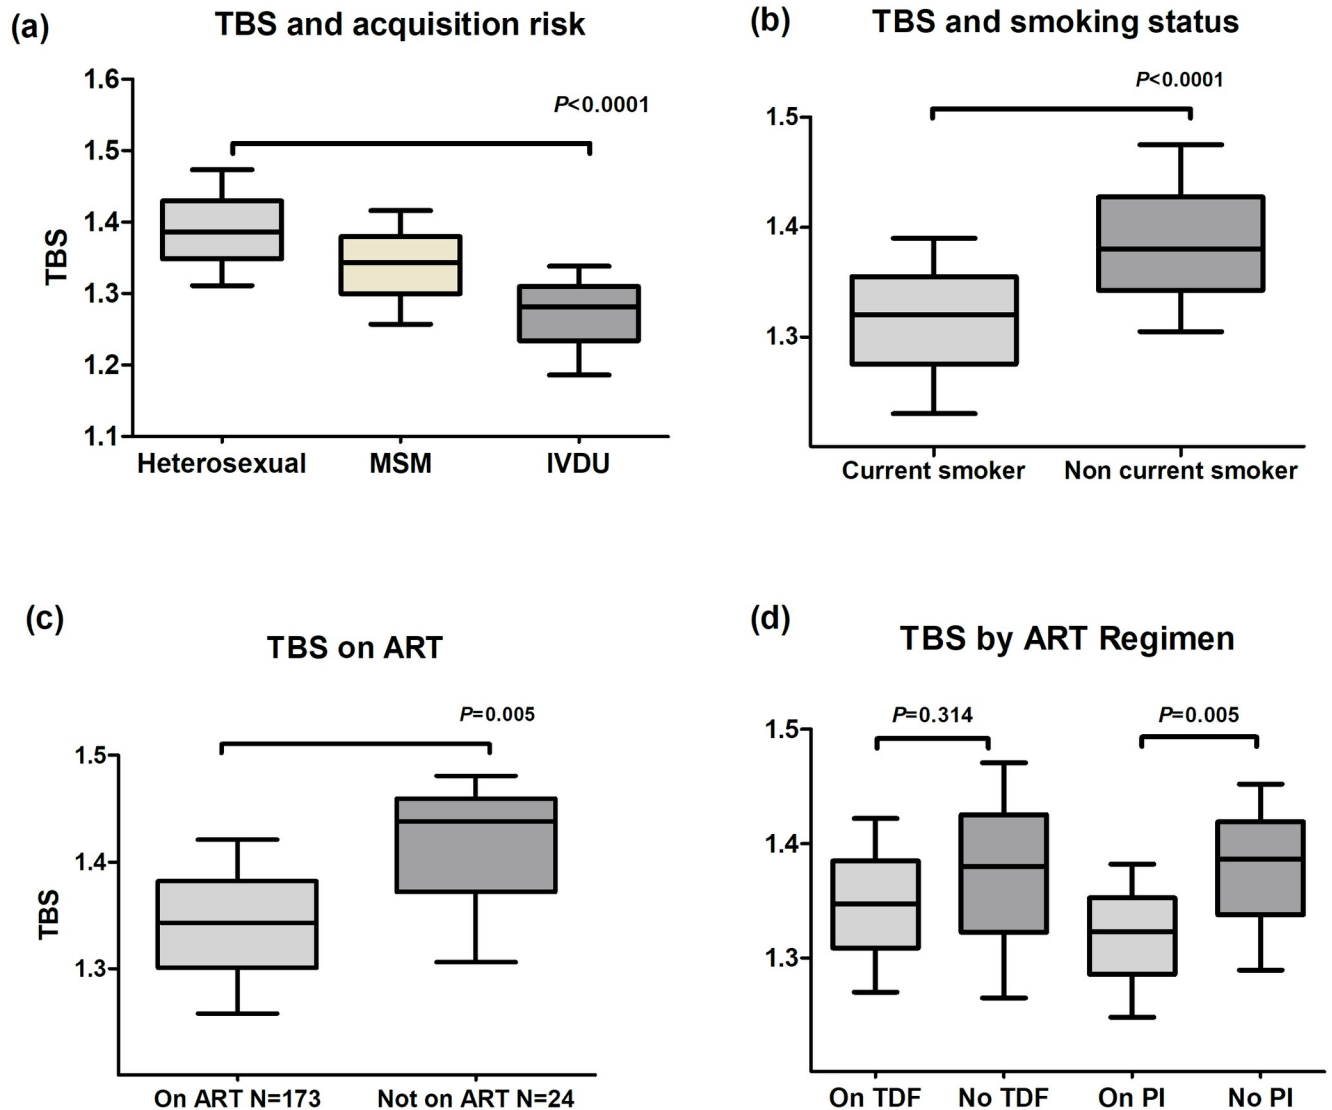 (a)
TBS and acquisition risk
P<0.0001
1.6
1.5
1.4
1.3
1.2
1.1
TBS
Heterosexual MSM IVDU
(b)
TBS and smoking status
P<0.0001
1.5
1.4
1.3
Current smoker Non current smoker
(c)
TBS on ART
P=0.005
1.5
1.4
1.3
TBS
On ART N=173 Not on ART N=24
(d)
TBS by ART Regimen
P=0.314 P=0.005
1.5
1.4
1.3
On TDF No TDF On PI No PI